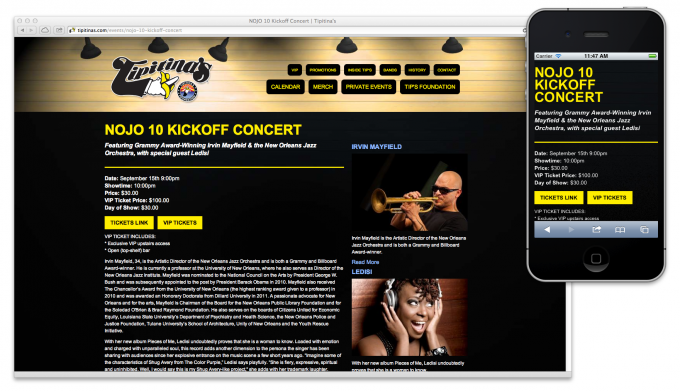 NOJO 10 Kickoff Concert | Tipitina's
tipitinas.com/events/nojo-10-kickoff-concert
Tipitina's
VIP
PROMOTIONS
INSIDE TIPS
BANDS
HISTORY
CONTACT
CALENDAR
MERCH
PRIVATE EVENTS
TIP'S FOUNDATION
NOJO 10 KICKOFF CONCERT
Featuring Grammy Award-Winning Irvin Mayfield & the New Orleans Jazz
Orchestra, with special guest Ledisi
Date: September 15th 9:00pm
Showtime: 10:00pm
Price: $30.00
VIP Ticket Price: $100.00
Day of Show: $30.00
TICKETS LINK
VIP TICKETS
VIP TICKET INCLUDES:
* Exclusive VIP upstairs access
* Open (top-shelf) bar
Irvin Mayfield, 34, is the Artistic Director of the New Orleans Jazz Orchestra and is both a Grammy and Billboard
Award-winner. He is currently a professor at the University of New Orleans, where he also serves as Director of the
New Orleans Jazz Institute. Mayfield was nominated to the National Council on the Arts by President George W.
Bush and was subsequently appointed to the post by President Barack Obama in 2010. Mayfield also received
The Chancellor's Award from the University of New Orleans (the highest ranking award given to a professor) in
2010 and was awarded an Honorary Doctorate from Dillard University in 2011. A passionate advocate for New
Orleans and for the arts, Mayfield is Chairman of the Board for the New Orleans Public Library Foundation and for
the Soledad O'Brien & Brad Raymond Foundation. He also serves on the boards of Citizens United for Economic
Equity, Louisiana State University's Department of Psychiatry and Health Science, the New Orleans Police and
Justice Foundation, Tulane University's School of Architecture, Unity of New Orleans and the Youth Rescue
Initiative.
With her new album Pieces of Me, Ledisi undoubtedly proves that she is a woman to know. Loaded with emotion
and charged with unparalleled soul, this record adds another dimension to the persona the singer has been
sharing with audiences since her explosive entrance on the music scene a few short years ago. "Imagine some of
the characteristics of Shug Avery from The Color Purple," Ledisi says playfully. "She is fiery, expressive, spiritual
and uninhibited. Well, I would say this is my Shug Avery-like project," she adds with her trademark laughter.
IRVIN MAYFIELD
Irvin Mayfield is the Artistic Director of the New
Orleans Jazz Orchestra and is both a Grammy and Billboard
Award-winner.
Read More
LEDISI
With her new album Pieces of Me, Ledisi undoubtedly
proves that she is a woman to know.
Carrier
11:47 AM
NOJO 10
KICKOFF
CONCERT
Featuring Grammy Award-Winning Irvin
Mayfield & the New Orleans Jazz
Orchestra, with special guest Ledisi
Date: September 15th 9:00pm
Showtime: 10:00pm
Price: $30.00
VIP Ticket Price: $100.00
Day of Show: $30.00
TICKETS LINK
VIP TICKETS
VIP TICKET INCLUDES:
* Exclusive VIP upstairs access